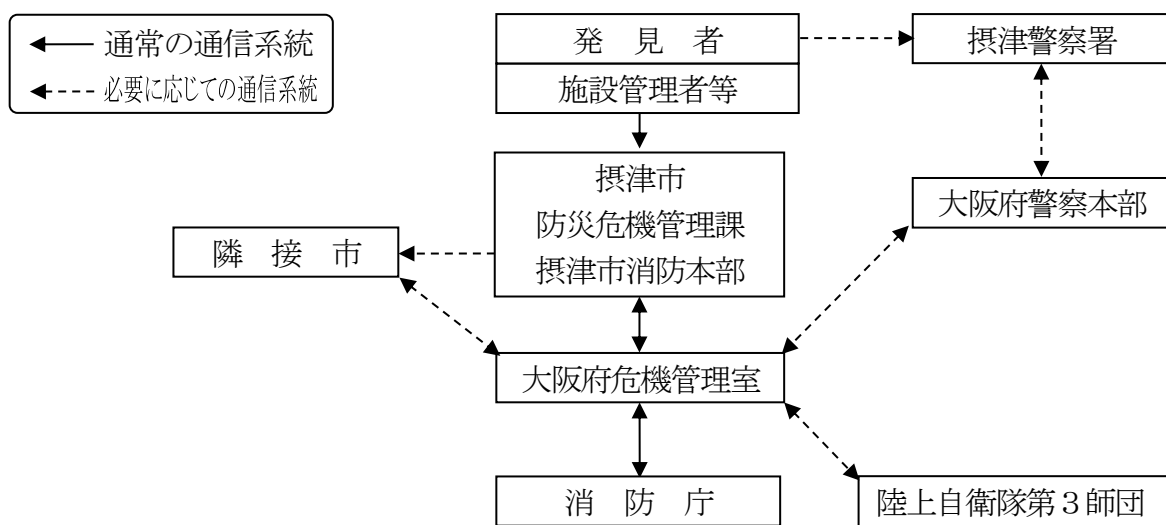 通常の通信系統
必要に応じての通信系統
発見者
施設管理者等
摂津警察署
摂津市
防災危機管理課
摂津市消防本部
大阪府警察本部
隣接市
大阪府危機管理室
消防庁
陸上自衛隊第３師団